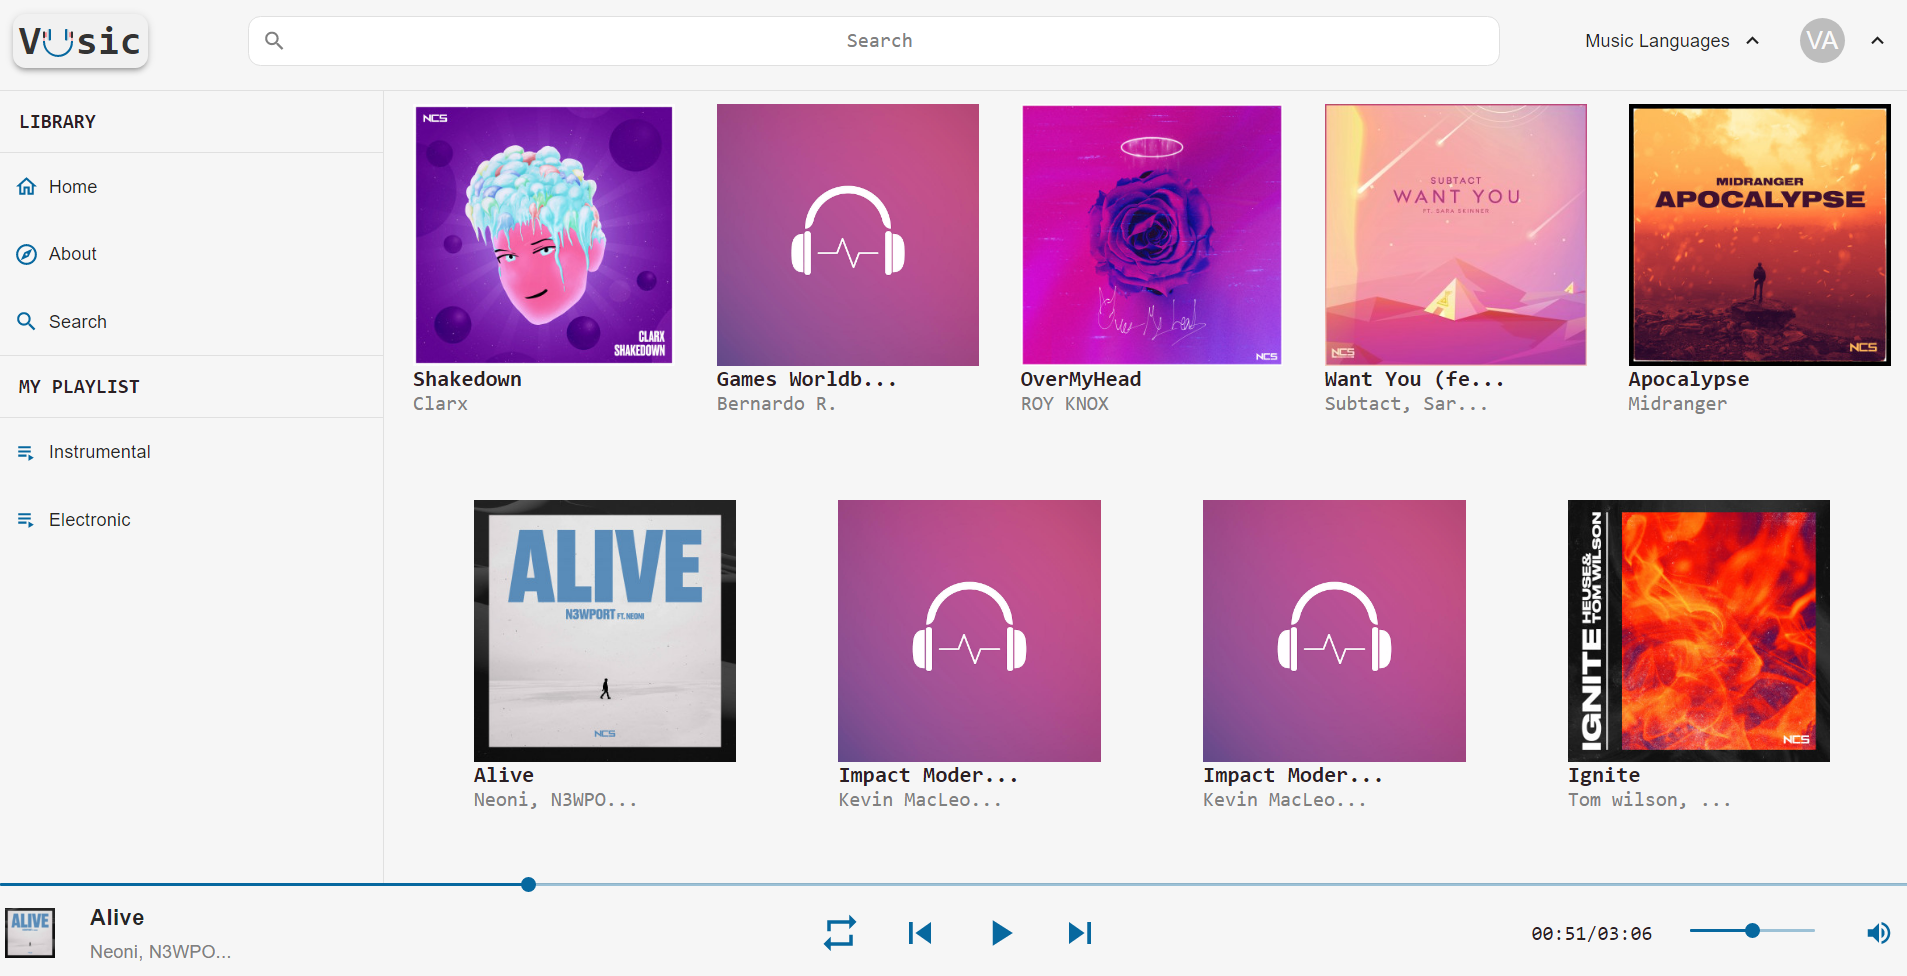 Vusic
Search
Music Languages
VA
LIBRARY
Home
About
Search
MY PLAYLIST
Instrumental
Electronic
NCS
CLARX
SHAKEDOWN
Shakedown
Clarx
Games Worldb...
Bernardo R.
Over My Head
NCS
OverMyHead
ROY KNOX
SUBTACT
WANT YOU
FT. SARA SKINNER
NCS
Want You (fe...
Subtact, Sar...
MIDRANGER
APOCALYPSE
NCS
Apocalypse
Midranger
ALIVE
N3WPORT FT. NEONI
NCS
Alive
Neoni, N3WPO...
Impact Moder...
Kevin MacLeo...
Impact Moder...
Kevin MacLeo...
IGNITE HEUSE&
TOM WILSON
NCS
Ignite
Tom wilson, ...
ALIVE
Alive
Neoni, N3WPO...
00:51/03:06